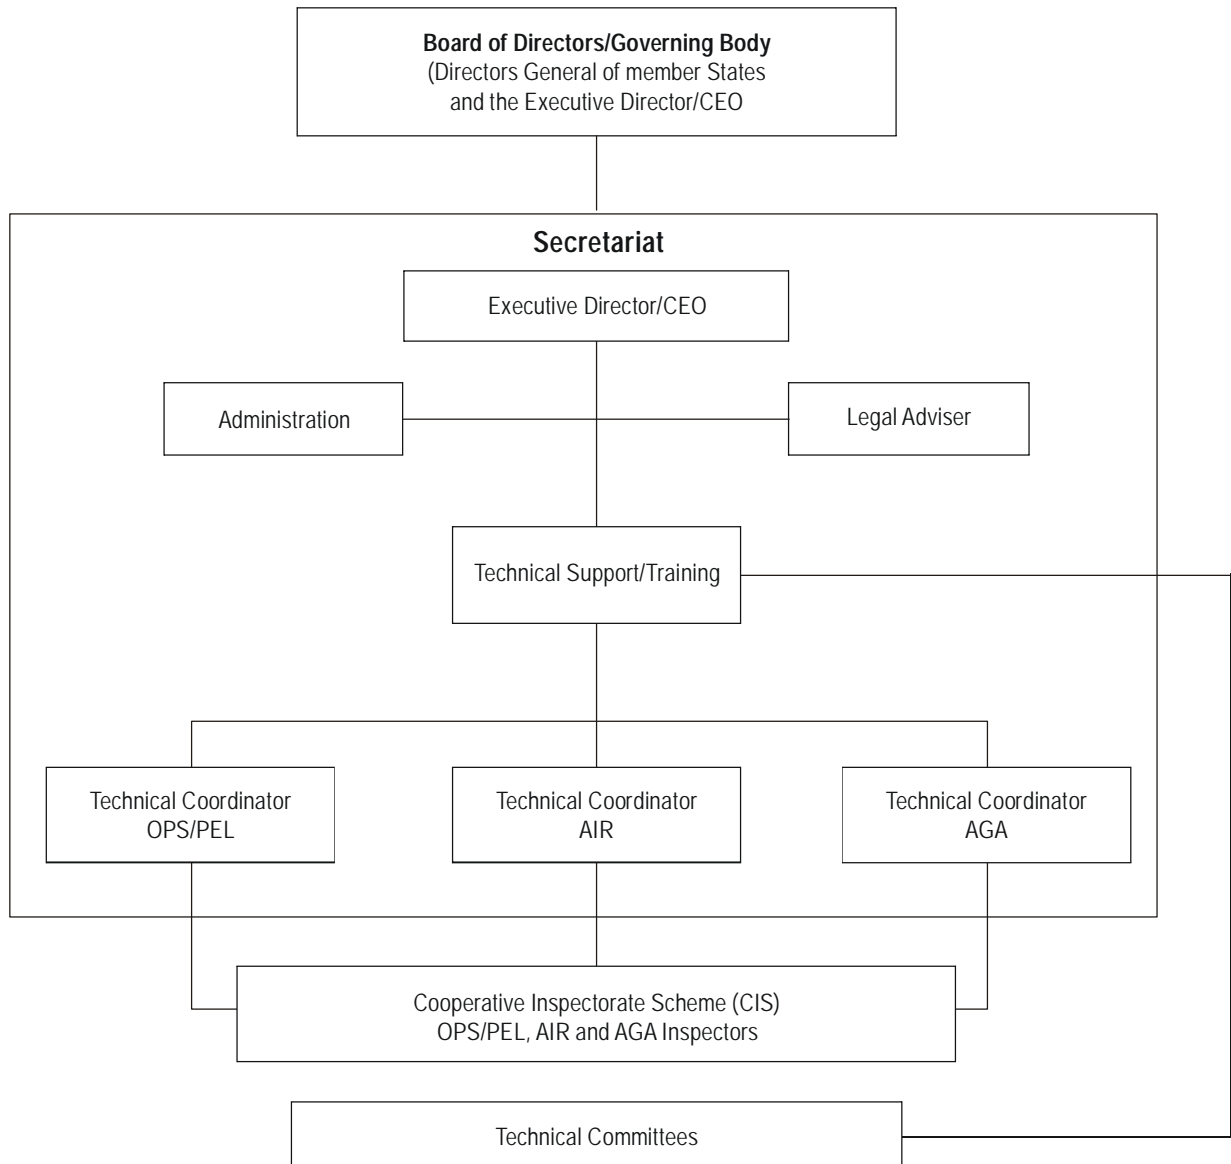 Board of Directors/Governing Body
(Directors General of member States
and the Executive Director/CEO
Secretariat
Executive Director/CEO
Administration
Legal Adviser
Technical Support/Training
Technical Coordinator
OPS/PEL
Technical Coordinator
AIR
Technical Coordinator
AGA
Cooperative Inspectorate Scheme (CIS)
OPS/PEL, AIR and AGA Inspectors
Technical Committees